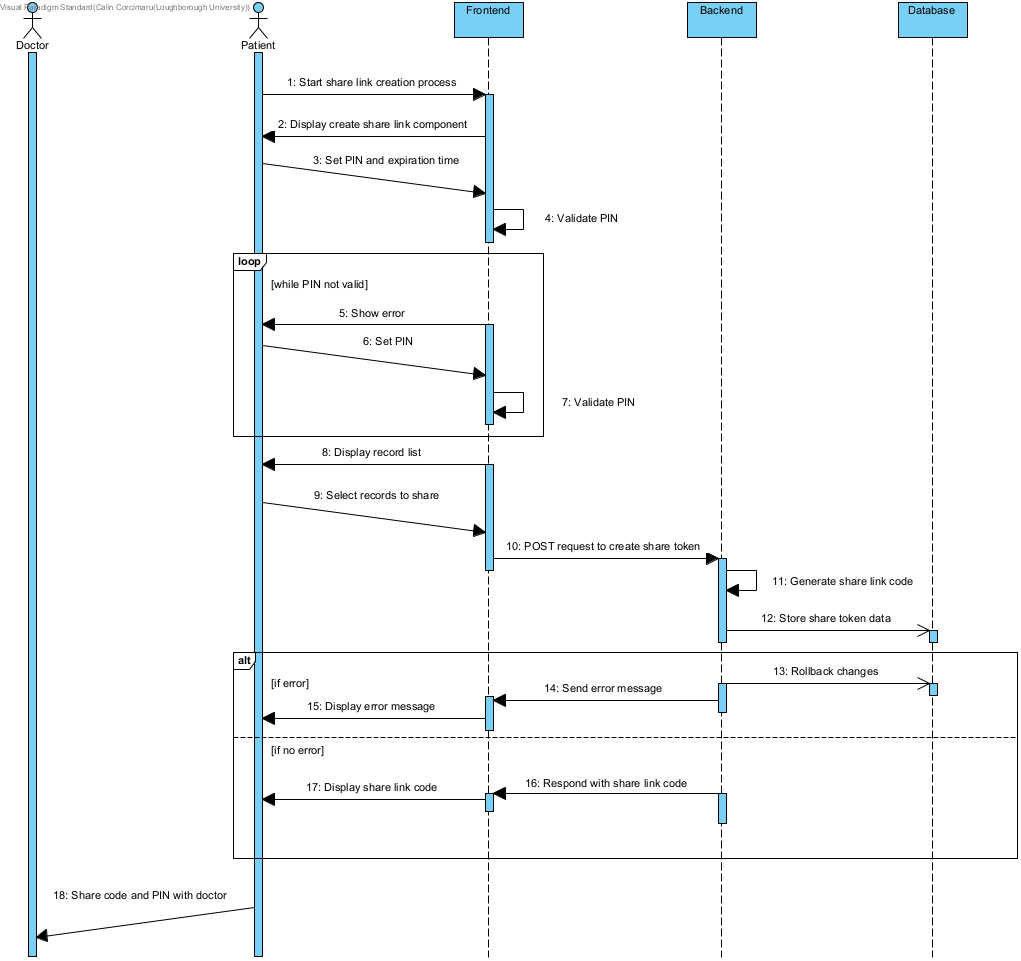 Visual Paradigm Standard(Calin Corcimaru(Loughborough University))
Doctor
Patient
Frontend
Backend
Database
1: Start share link creation process
2: Display create share link component
3: Set PIN and expiration time
4: Validate PIN
loop
[while PIN not valid]
5: Show error
6: Set PIN
7: Validate PIN
8: Display record list
9: Select records to share
10: POST request to create share token
11: Generate share link code
12: Store share token data
alt
13: Rollback changes
[if error]
14: Send error message
15: Display error message
[if no error]
16: Respond with share link code
17: Display share link code
18: Share code and PIN with doctor